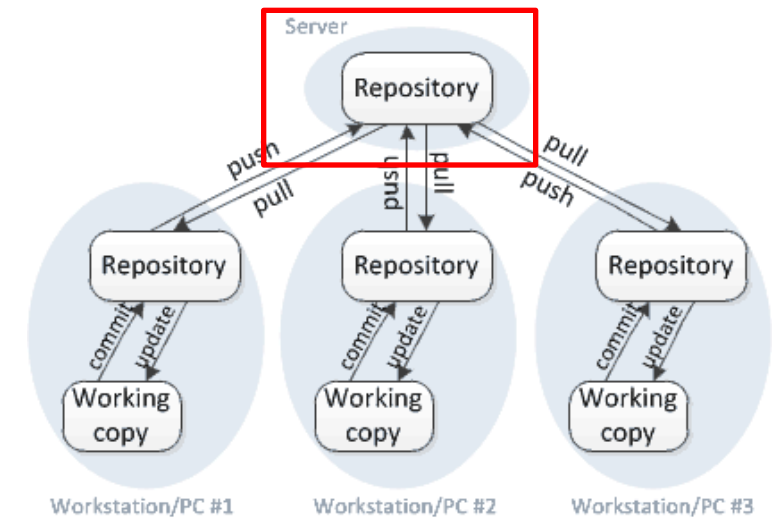 Server
Repository
push
pull
push
pull
pull
push
Repository
Repository
Repository
commit
update
commit
update
commit
update
Working
copy
Working
copy
Working
copy
Workstation/PC #1
Workstation/PC #2
Workstation/PC #3